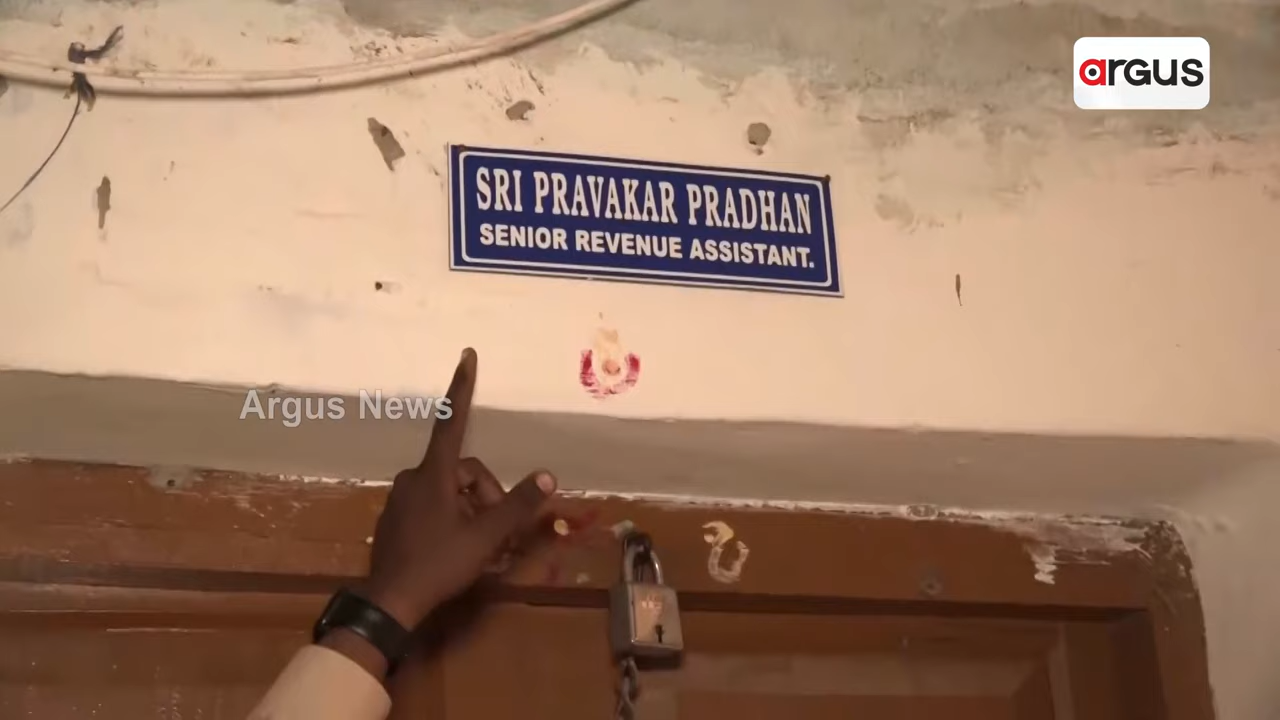 argus
SRI PRAVAKAR PRADHAN
SENIOR REVENUE ASSISTANT.
Argus News